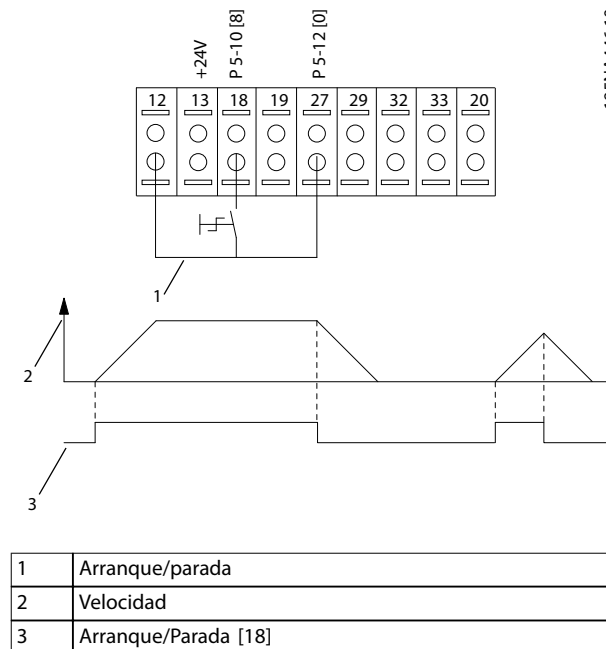 +24V
P 5-10 [8]
P 5-12 [0]
12 13 18 19 27 29 32 33 20
1
2
3
1 Arranque/parada
2 Velocidad
3 Arranque/Parada [18]